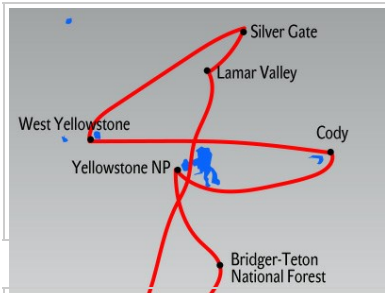 Silver Gate
Lamar Valley
West Yellowstone
Cody
Yellowstone NP
Bridger-Teton
National Forest